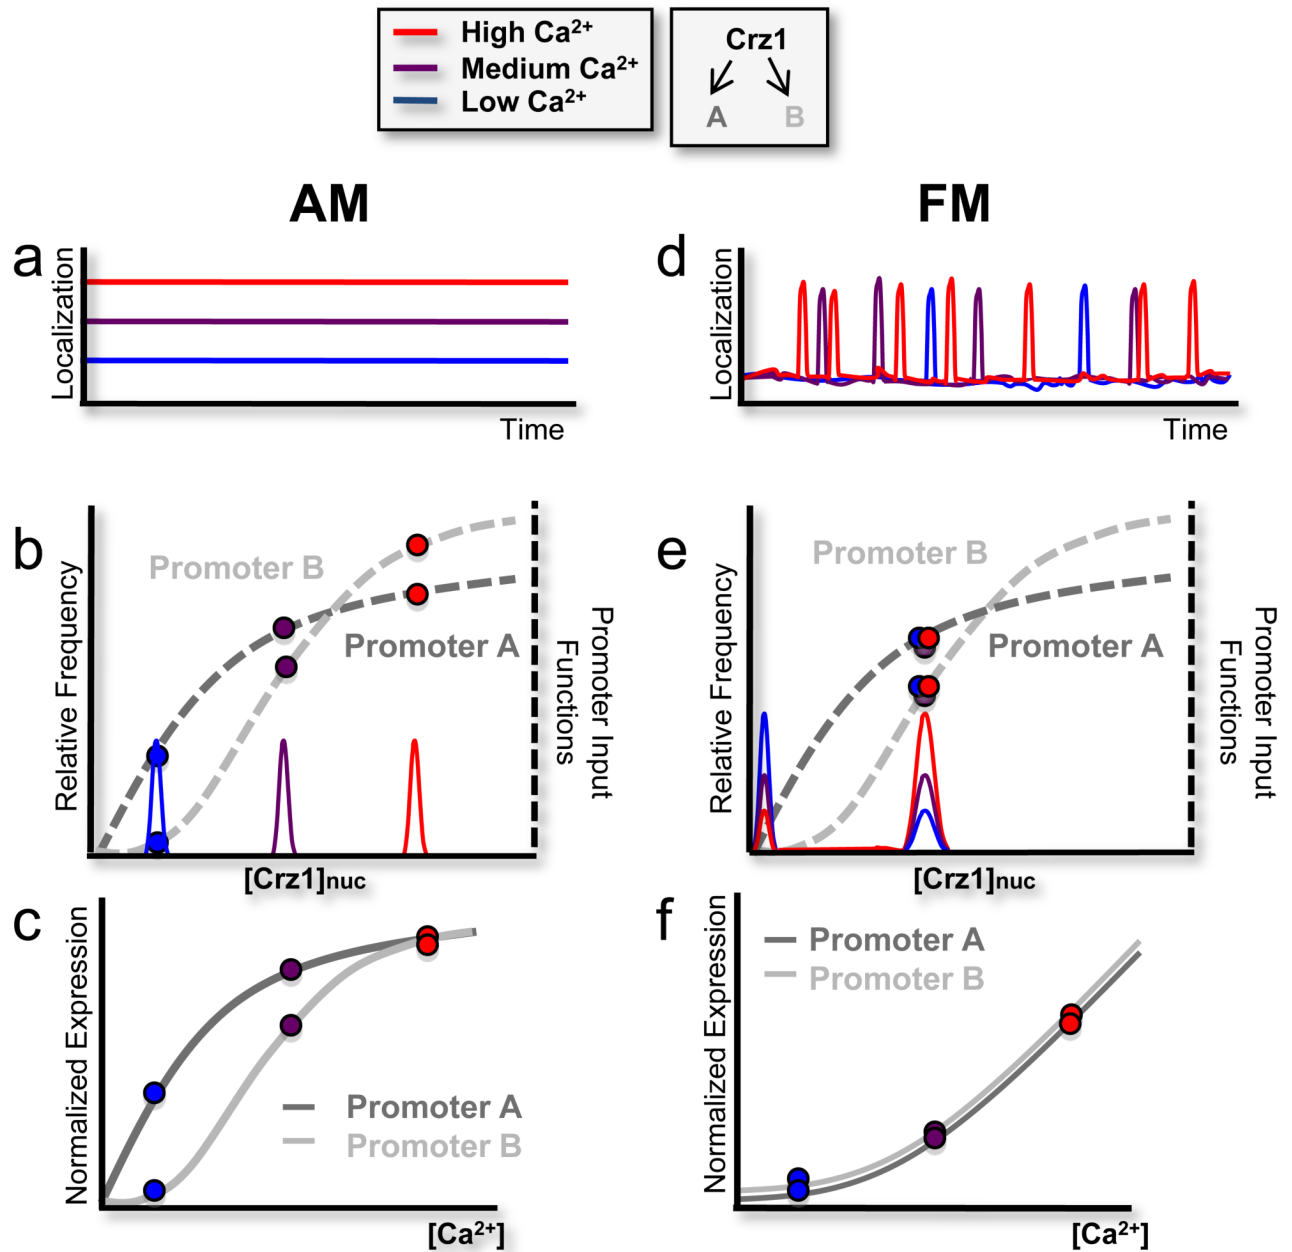 High Ca²⁺
Medium Ca²⁺
Low Ca²⁺
Crz1
A B
AM
FM
a
Localization
Time
d
Localization
Time
b
Relative Frequency
Promoter B
Promoter A
Promoter Input
Functions
[Crz1]nuc
e
Relative Frequency
Promoter B
Promoter A
Promoter Input
Functions
[Crz1]nuc
c
Normalized Expression
Promoter A
Promoter B
[Ca²⁺]
f
Normalized Expression
Promoter A
Promoter B
[Ca²⁺]